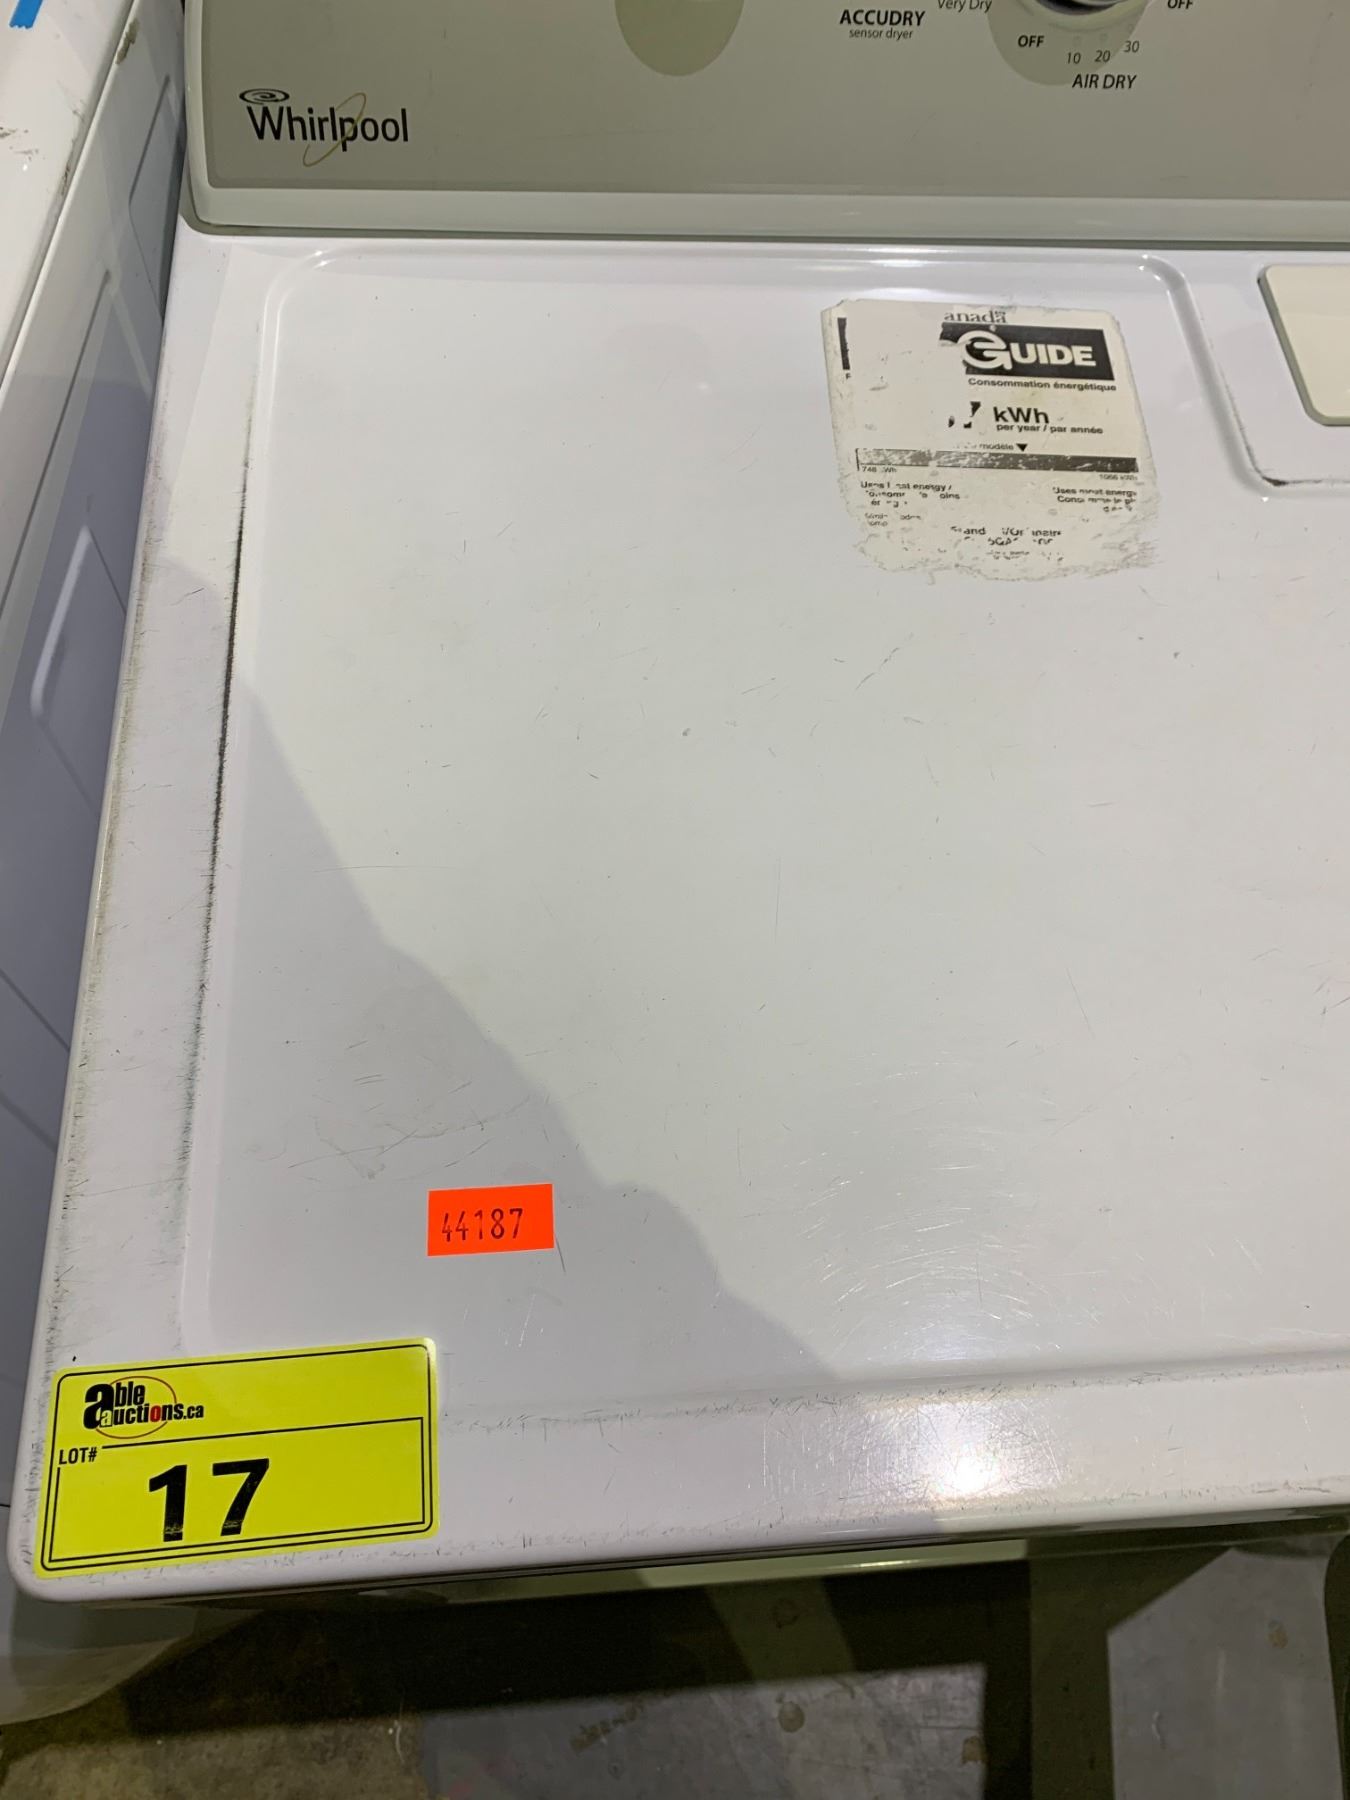 Very Dry
OFF
ACCUDRY
sensor dryer
OFF
10 20 30
AIR DRY
Whirlpool
anada
GUIDE
Consommation énergétique
kWh
per year / par année
modèle
energy /
Uses most energy
44187
able
auctions.ca
LOT#
17